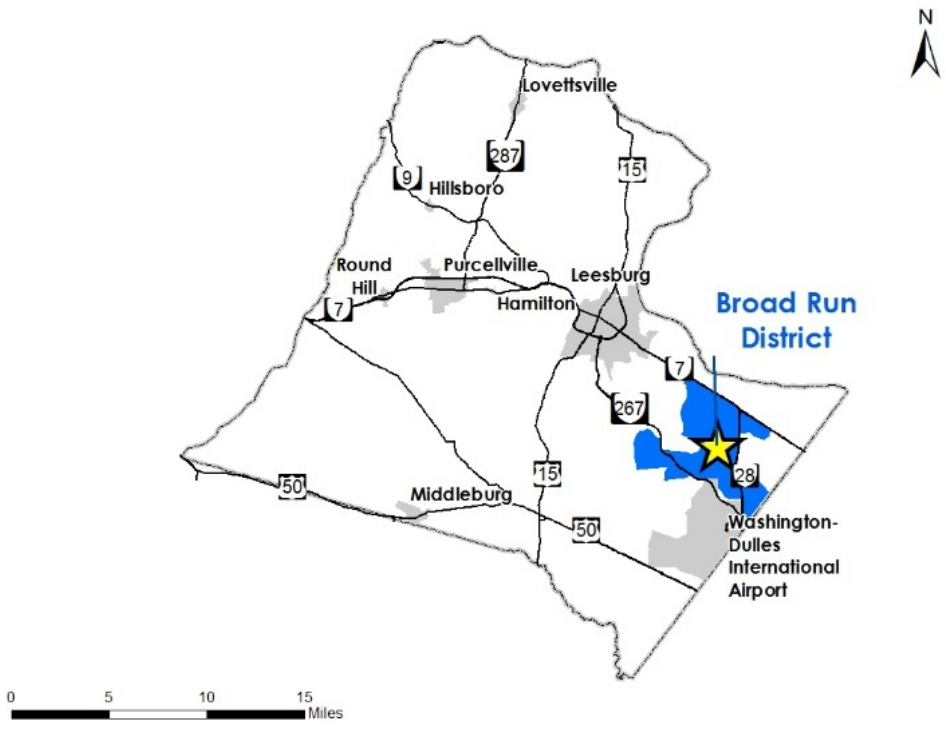 N
Lovettsville
287
15
9
Hillsboro
Round
Hill
Purcellville
Leesburg
Hamilton
7
Broad Run
District
7
267
28
15
50
Middleburg
50
Washington-
Dulles
International
Airport
0 5 10 15
Miles